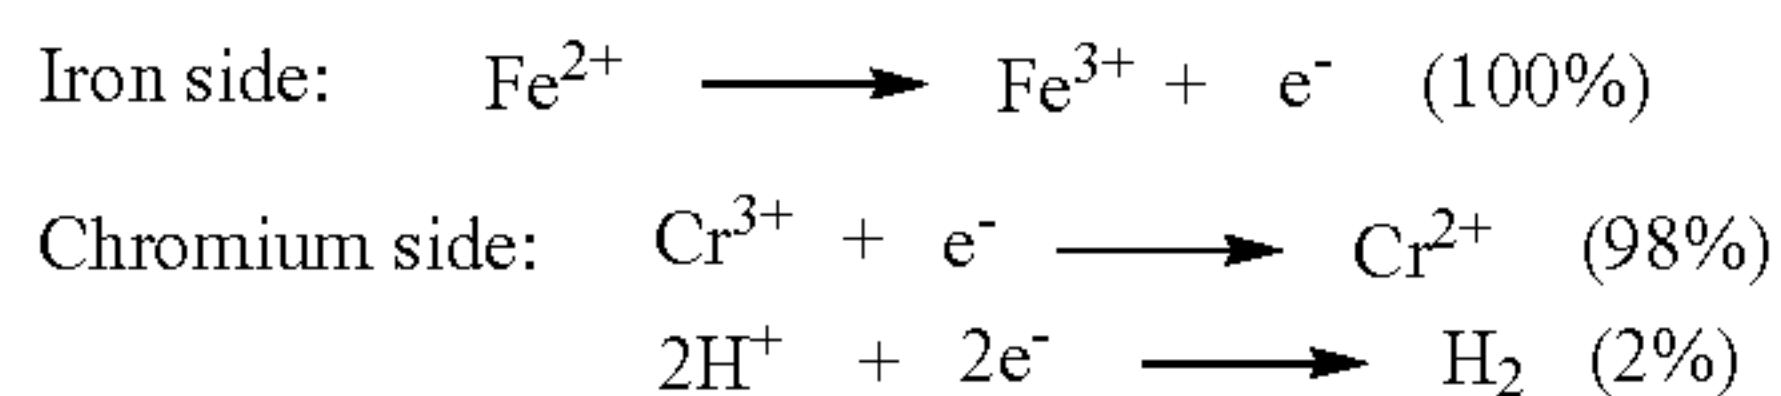 Iron side: Fe²⁺ ⟶ Fe³⁺ + e⁻ (100%)
Chromium side: Cr³⁺ + e⁻ ⟶ Cr²⁺ (98%)
2H⁺ + 2e⁻ ⟶ H₂ (2%)